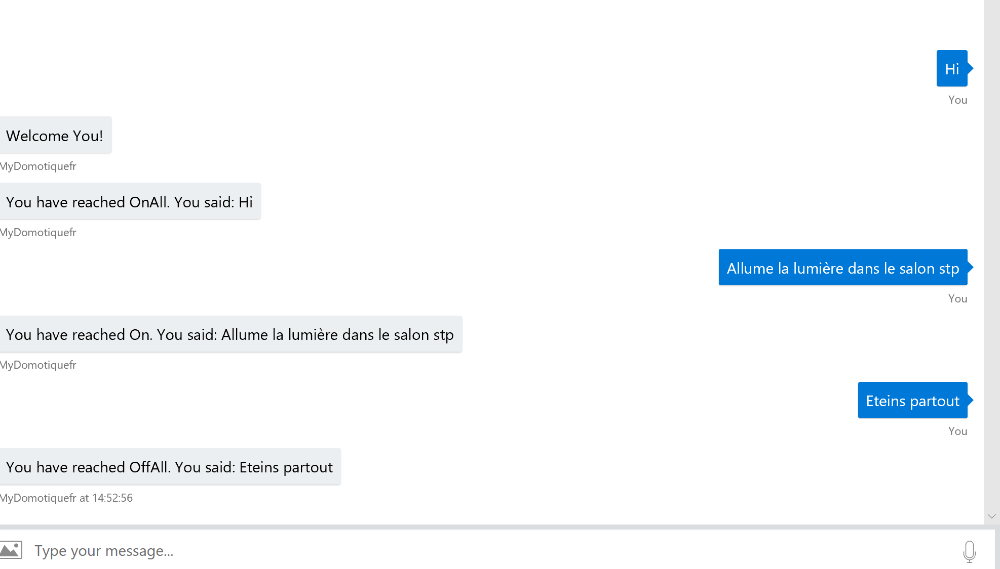 Hi
You
Welcome You!
MyDomotiquefr
You have reached OnAll. You said: Hi
MyDomotiquefr
Allume la lumière dans le salon stp
You
You have reached On. You said: Allume la lumière dans le salon stp
MyDomotiquefr
Eteins partout
You
You have reached OffAll. You said: Eteins partout
MyDomotiquefr at 14:52:56
Type your message...